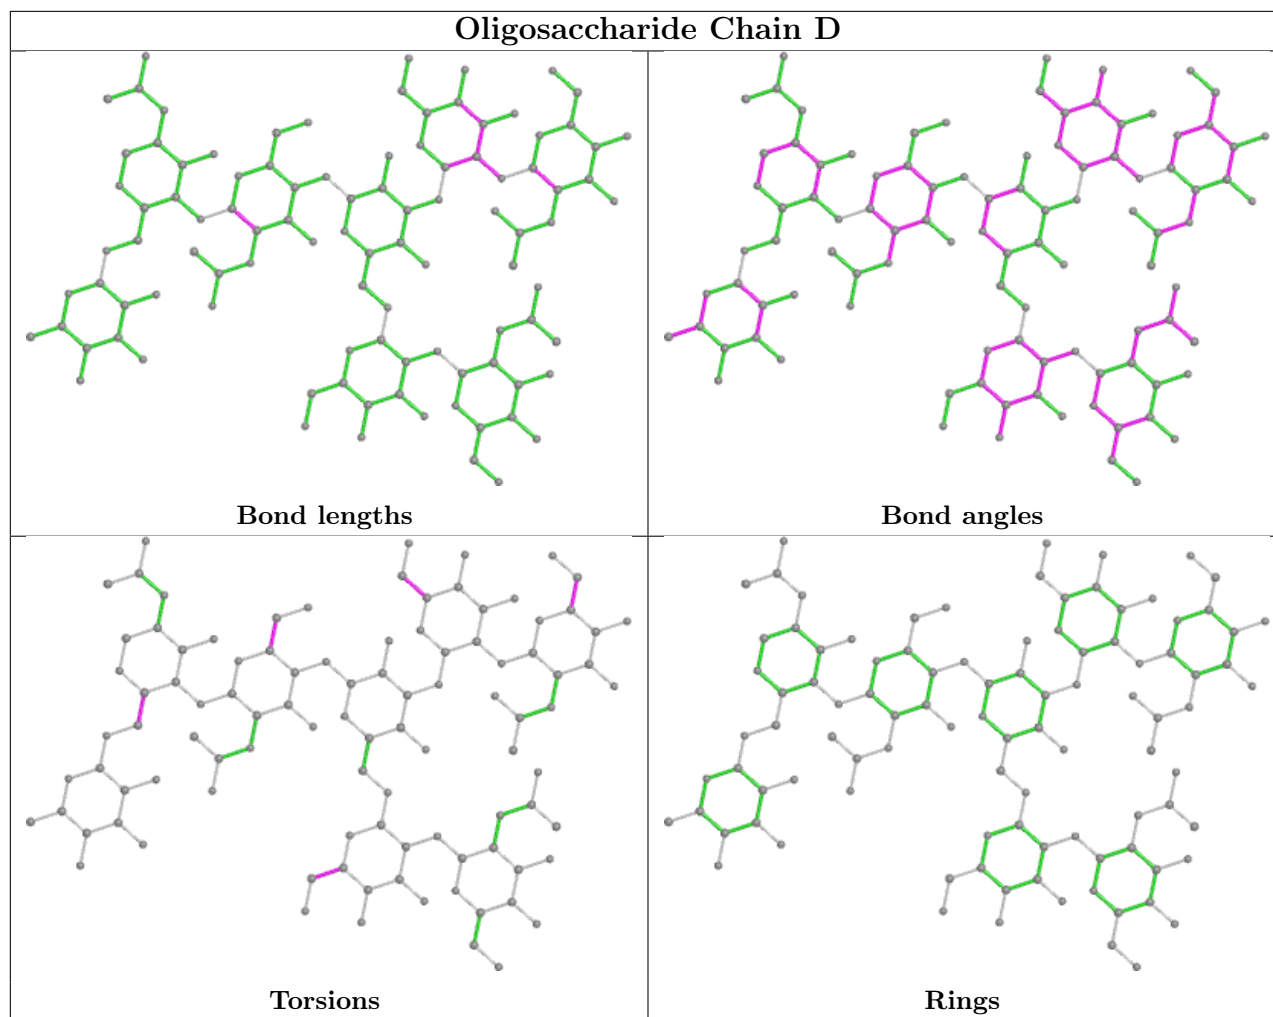 Oligosaccharide Chain D
Bond lengths
Bond angles
Torsions
Rings